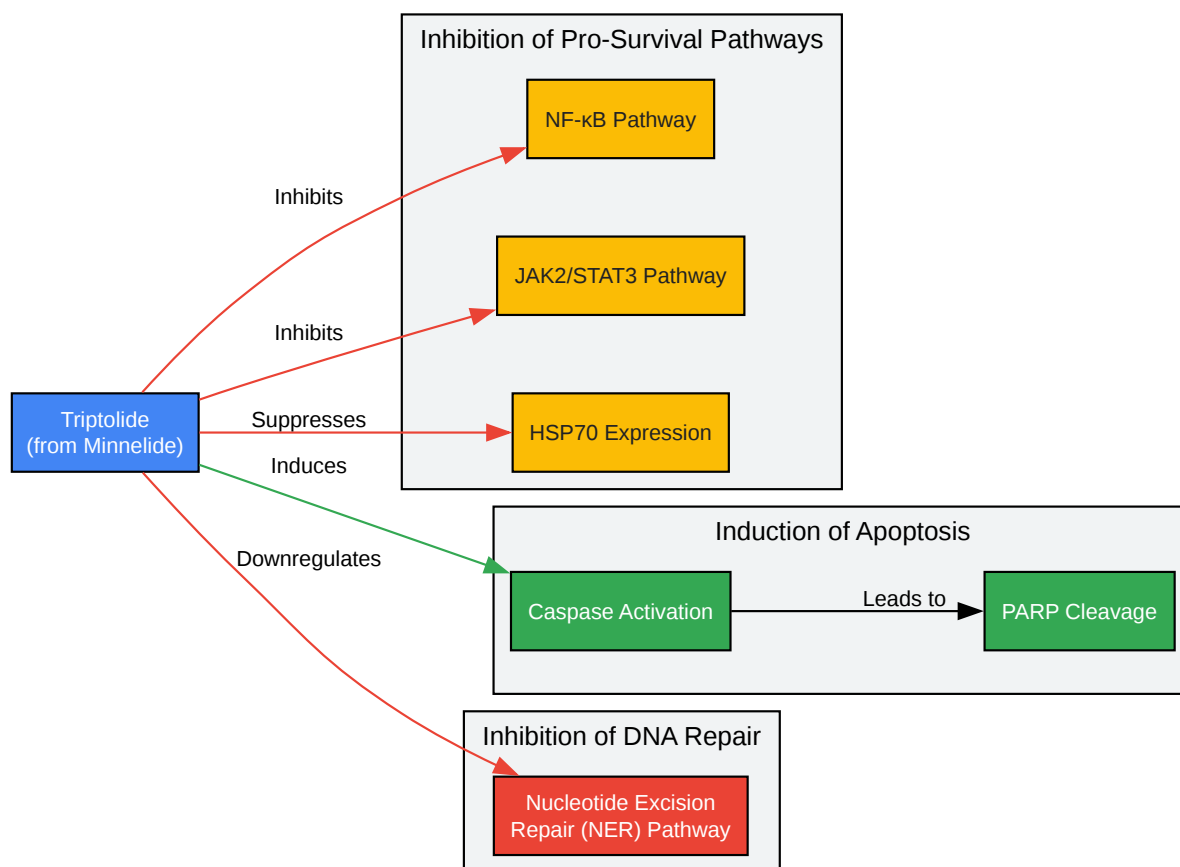 Inhibition of Pro-Survival Pathways
NF-κB Pathway
Inhibits
JAK2/STAT3 Pathway
Inhibits
Triptolide
(from Minnelide)
Suppresses
HSP70 Expression
Induces
Induction of Apoptosis
Downregulates
Caspase Activation
Leads to
PARP Cleavage
Inhibition of DNA Repair
Nucleotide Excision
Repair (NER) Pathway